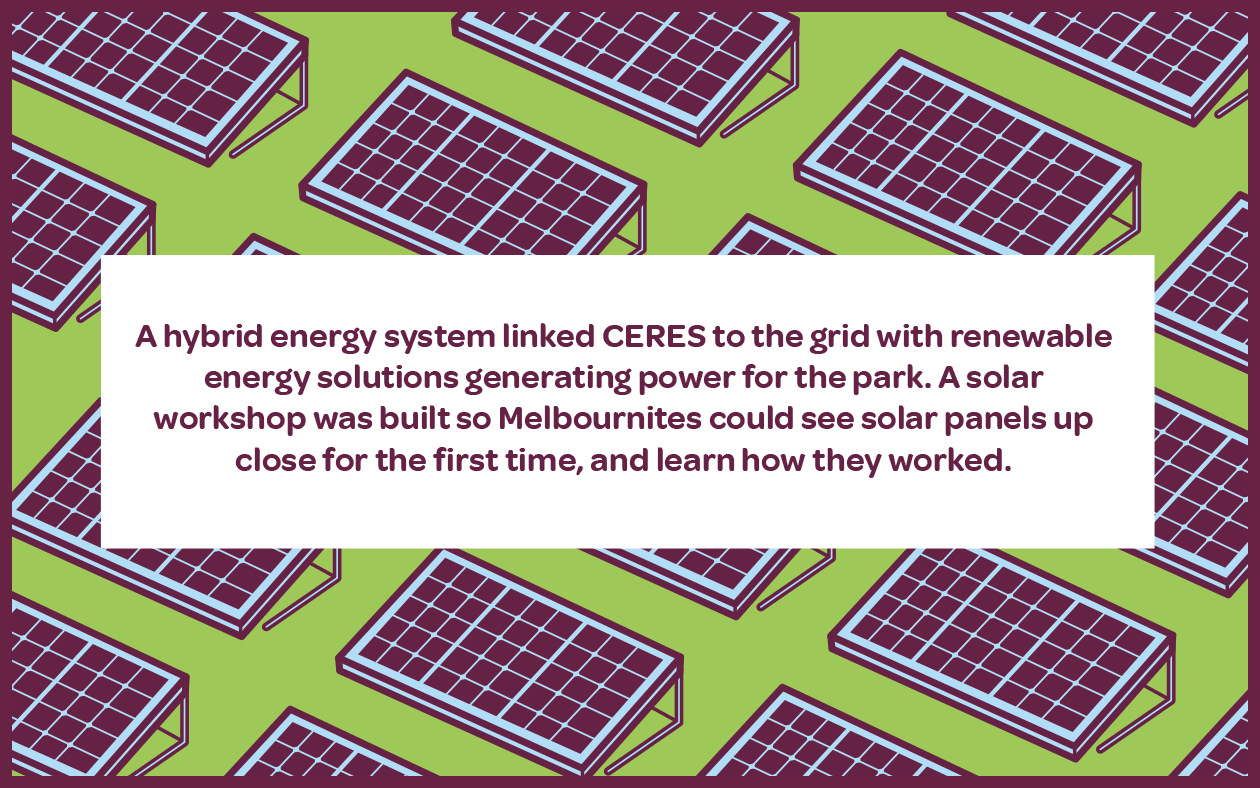 A hybrid energy system linked CERES to the grid with renewable
energy solutions generating power for the park. A solar
workshop was built so Melbournites could see solar panels up
close for the first time, and learn how they worked.